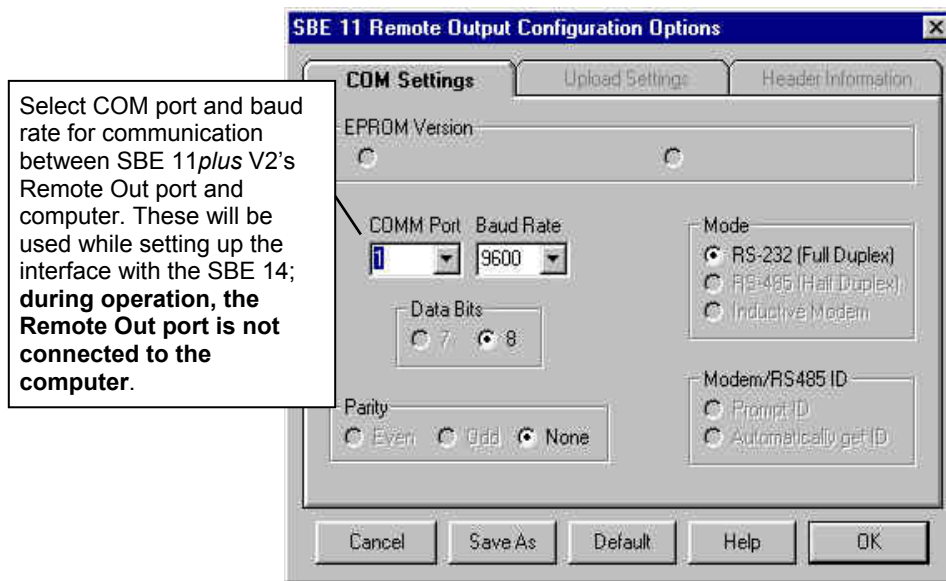 SBE 11 Remote Output Configuration Options
COM Settings
Upload Settings
Header Information
Select COM port and baud
rate for communication
between SBE 11plus V2's
Remote Out port and
computer. These will be
used while setting up the
interface with the SBE 14;
during operation, the
Remote Out port is not
connected to the
computer.
EPROM Version
COMM Port Baud Rate
1 9600
Data Bits
7 8
Parity
Even Odd None
Mode
RS-232 (Full Duplex)
RS-485 (Half Duplex)
Inductive Modem
Modem/RS485 ID
Prompt ID
Automatically get ID
Cancel Save As Default Help OK